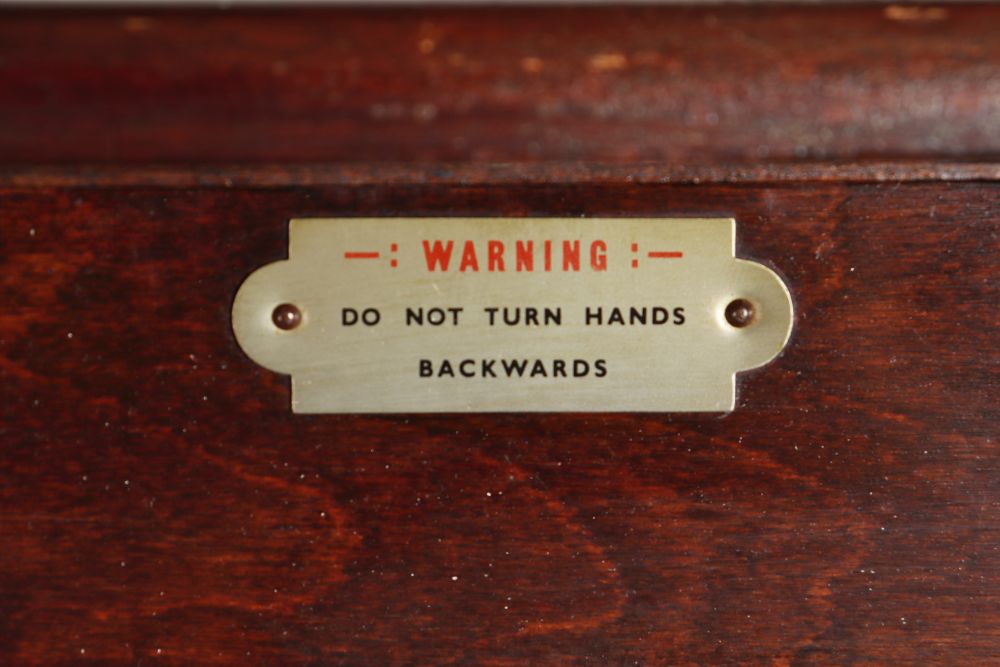 —: WARNING :—
DO NOT TURN HANDS
BACKWARDS